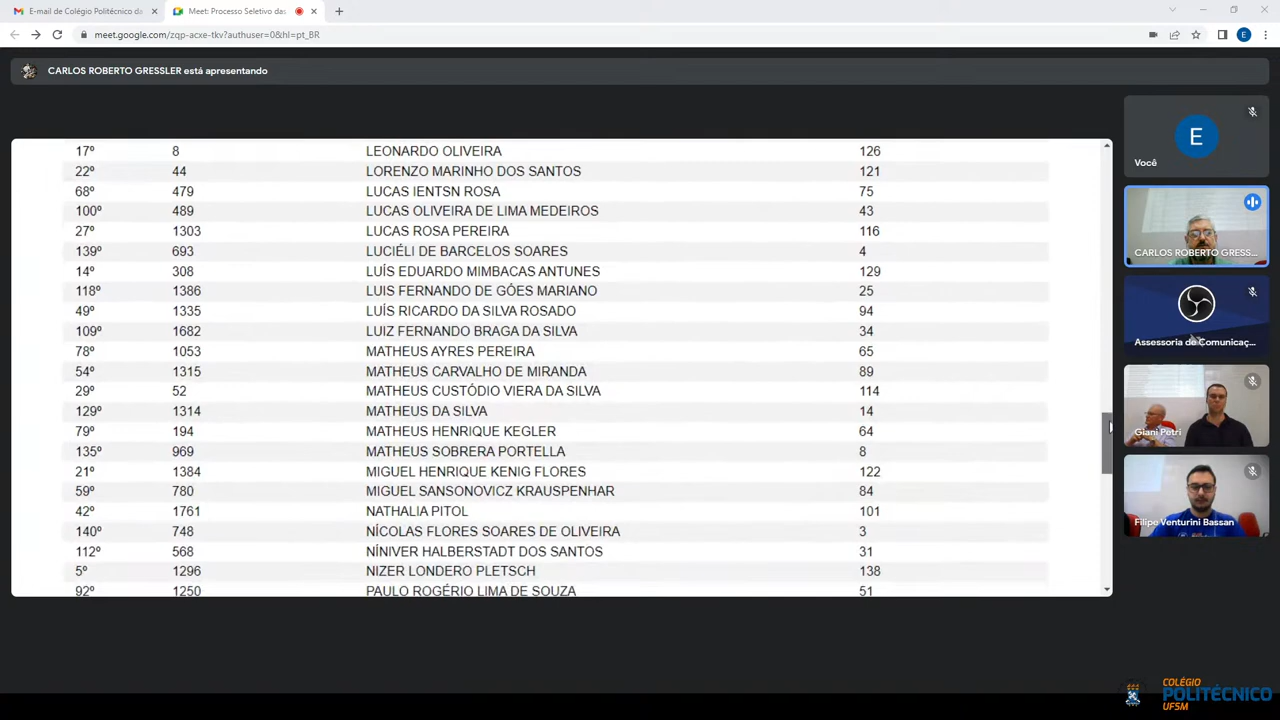 E-mail de Colégio Politécnico da
Meet: Processo Seletivo das
meet.google.com/zqp-acxe-tkv?authuser=0&hl=pt_BR
E
CARLOS ROBERTO GRESSLER está apresentando
17º 8 LEONARDO OLIVEIRA 126
22º 44 LORENZO MARINHO DOS SANTOS 121
68º 479 LUCAS IENTSN ROSA 75
100º 489 LUCAS OLIVEIRA DE LIMA MEDEIROS 43
27º 1303 LUCAS ROSA PEREIRA 116
139º 693 LUCIÉLI DE BARCELOS SOARES 4
14º 308 LUÍS EDUARDO MIMBACAS ANTUNES 129
118º 1386 LUIS FERNANDO DE GÓES MARIANO 25
49º 1335 LUÍS RICARDO DA SILVA ROSADO 94
109º 1682 LUIZ FERNANDO BRAGA DA SILVA 34
78º 1053 MATHEUS AYRES PEREIRA 65
54º 1315 MATHEUS CARVALHO DE MIRANDA 89
29º 52 MATHEUS CUSTÓDIO VIERA DA SILVA 114
129º 1314 MATHEUS DA SILVA 14
79º 194 MATHEUS HENRIQUE KEGLER 64
135º 969 MATHEUS SOBRERA PORTELLA 8
21º 1384 MIGUEL HENRIQUE KENIG FLORES 122
59º 780 MIGUEL SANSONOVICZ KRAUSPENHAR 84
42º 1761 NATHALIA PITOL 101
140º 748 NÍCOLAS FLORES SOARES DE OLIVEIRA 3
112º 568 NÍNIVER HALBERSTADT DOS SANTOS 31
5º 1296 NIZER LONDERO PLETSCH 138
92º 1250 PAULO ROGÉRIO LIMA DE SOUZA 51
E
Você
CARLOS ROBERTO GRESS...
Assessoria de Comunicaç...
Giani Petri
Filipe Venturini Bassan
COLÉGIO
POLITÉCNICO
UFSM